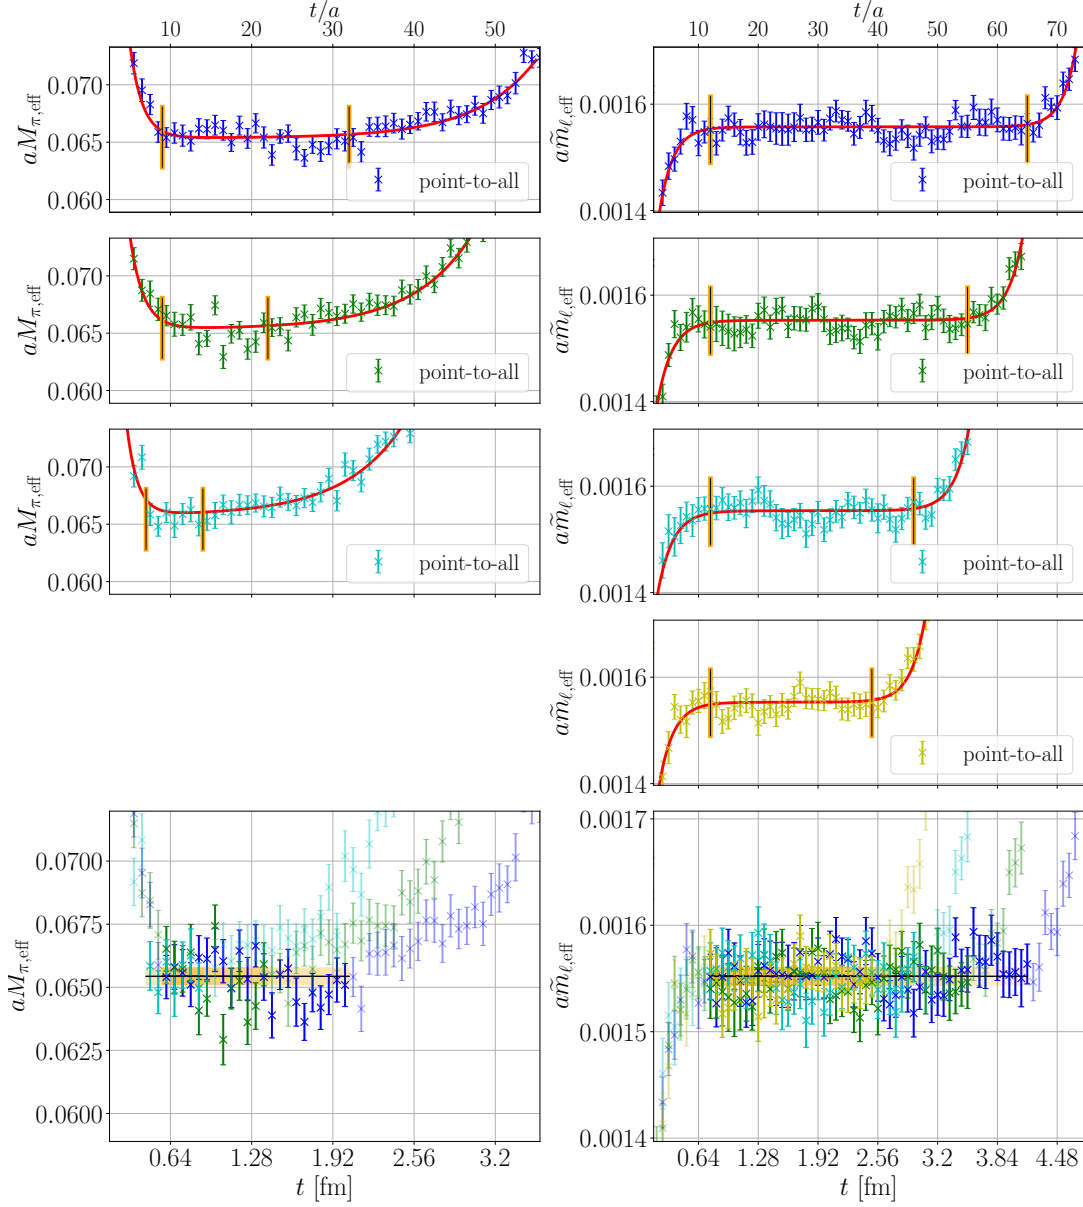 t/a
10 20 30 40 50
aM_{π,eff}
0.070
0.065
0.060
point-to-all
t/a
10 20 30 40 50 60 70
am̃_{ℓ,eff}
0.0016
0.0014
point-to-all
aM_{π,eff}
0.070
0.065
0.060
point-to-all
am̃_{ℓ,eff}
0.0016
0.0014
point-to-all
aM_{π,eff}
0.070
0.065
0.060
point-to-all
am̃_{ℓ,eff}
0.0016
0.0014
point-to-all
am̃_{ℓ,eff}
0.0016
0.0014
point-to-all
aM_{π,eff}
0.0700
0.0675
0.0650
0.0625
0.0600
0.64 1.28 1.92 2.56 3.2
t [fm]
am̃_{ℓ,eff}
0.0017
0.0016
0.0015
0.0014
0.64 1.28 1.92 2.56 3.2 3.84 4.48
t [fm]